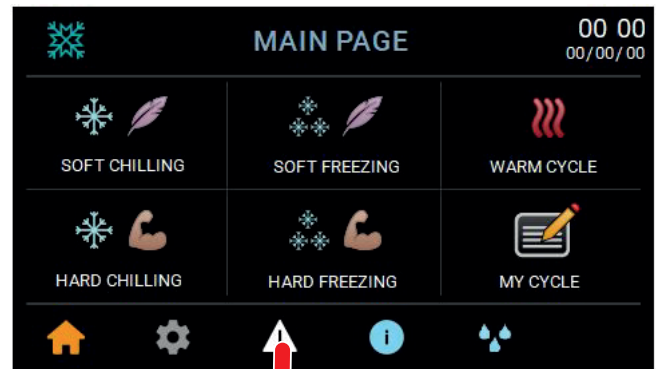 MAIN PAGE
00 00
00/00/00
SOFT CHILLING
SOFT FREEZING
WARM CYCLE
HARD CHILLING
HARD FREEZING
MY CYCLE